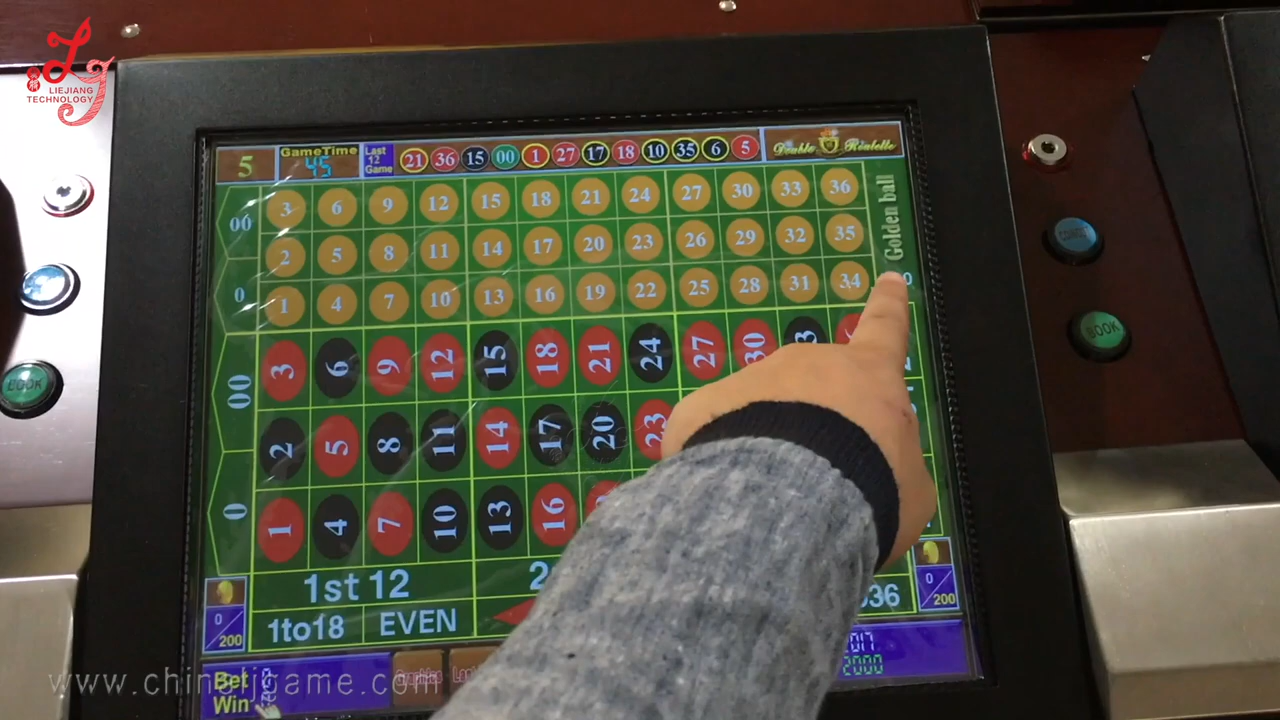 Lg
LIEJIANG
TECHNOLOGY
5
GameTime
45
Last
12
Game
21 36 15 00 1 27 17 18 10 35 6 5
Double Roulette
00 3 6 9 12 15 18 21 24 27 30 33 36
2 5 8 11 14 17 20 23 26 29 32 35
0 1 4 7 10 13 16 19 22 25 28 31 34
Golden ball
00 3 6 9 12 15 18 21 24 27 30
2 5 8 11 14 17 20 23
0 1 4 7 10 13 16
1st 12
1to18 EVEN
0
200
0
200
2000
Bet
Win
BOOK
BOOK
www.chinaljgame.com